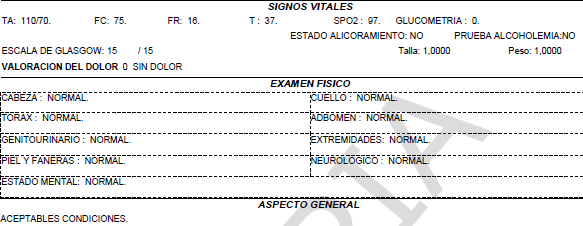 SIGNOS VITALES
TA: 110/70. FC: 75. FR: 16. T : 37. SPO2 : 97. GLUCOMETRIA : 0.
ESTADO ALICORAMIENTO: NO PRUEBA ALCOHOLEMIA:NO
ESCALA DE GLASGOW: 15 / 15 Talla: 1,0000 Peso: 1,0000
VALORACION DEL DOLOR 0 SIN DOLOR
EXAMEN FISICO
CABEZA : NORMAL. CUELLO : NORMAL.
TORAX : NORMAL. ADBOMEN : NORMAL.
GENITOURINARIO : NORMAL. EXTREMIDADES: NORMAL.
PIEL Y FANERAS : NORMAL. NEUROLOGICO : NORMAL.
ESTADO MENTAL: NORMAL.
ASPECTO GENERAL
ACEPTABLES CONDICIONES.